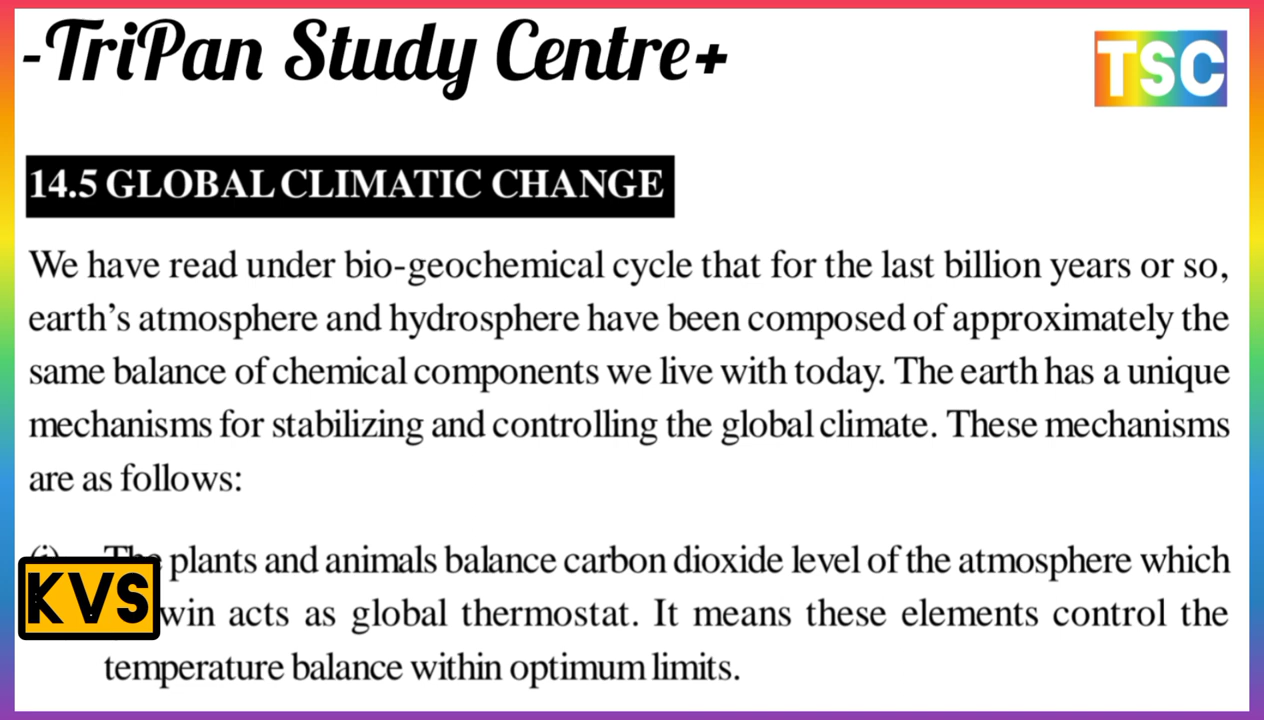 -TriPan Study Centre+
TSC
14.5 GLOBAL CLIMATIC CHANGE
We have read under bio-geochemical cycle that for the last billion years or so,
earth's atmosphere and hydrosphere have been composed of approximately the
same balance of chemical components we live with today. The earth has a unique
mechanisms for stabilizing and controlling the global climate. These mechanisms
are as follows:
(i) The plants and animals balance carbon dioxide level of the atmosphere which
KVS
win acts as global thermostat. It means these elements control the
temperature balance within optimum limits.